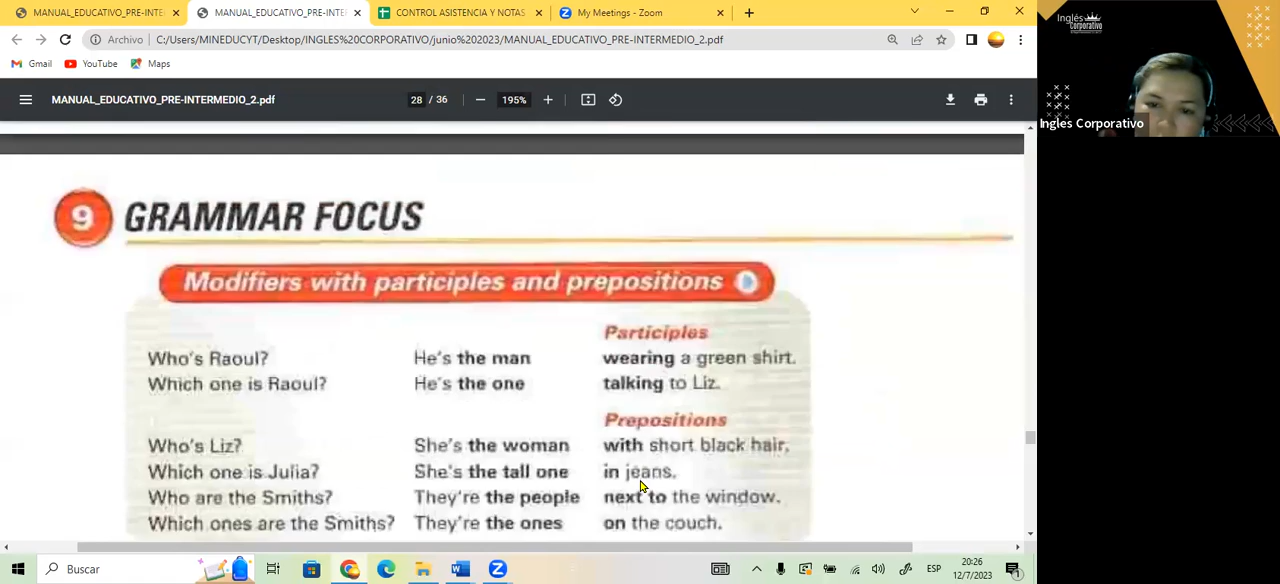 MANUAL_EDUCATIVO_PRE-INTE
MANUAL_EDUCATIVO_PRE-INTERM
CONTROL ASISTENCIA Y NOTAS
My Meetings - Zoom
Archivo
C:/Users/MINEDUCYT/Desktop/INGLES%20CORPORATIVO/junio%202023/MANUAL_EDUCATIVO_PRE-INTERMEDIO_2.pdf
Gmail
YouTube
Maps
MANUAL_EDUCATIVO_PRE-INTERMEDIO_2.pdf
28 / 36
195%
9 GRAMMAR FOCUS
Modifiers with participles and prepositions
Participles
Who's Raoul? He's the man wearing a green shirt.
Which one is Raoul? He's the one talking to Liz.
Prepositions
Who's Liz? She's the woman with short black hair.
Which one is Julia? She's the tall one in jeans.
Who are the Smiths? They're the people next to the window.
Which ones are the Smiths? They're the ones on the couch.
Inglés Corporativo
Ingles Corporativo
Buscar
ESP
20:26
12/7/2023